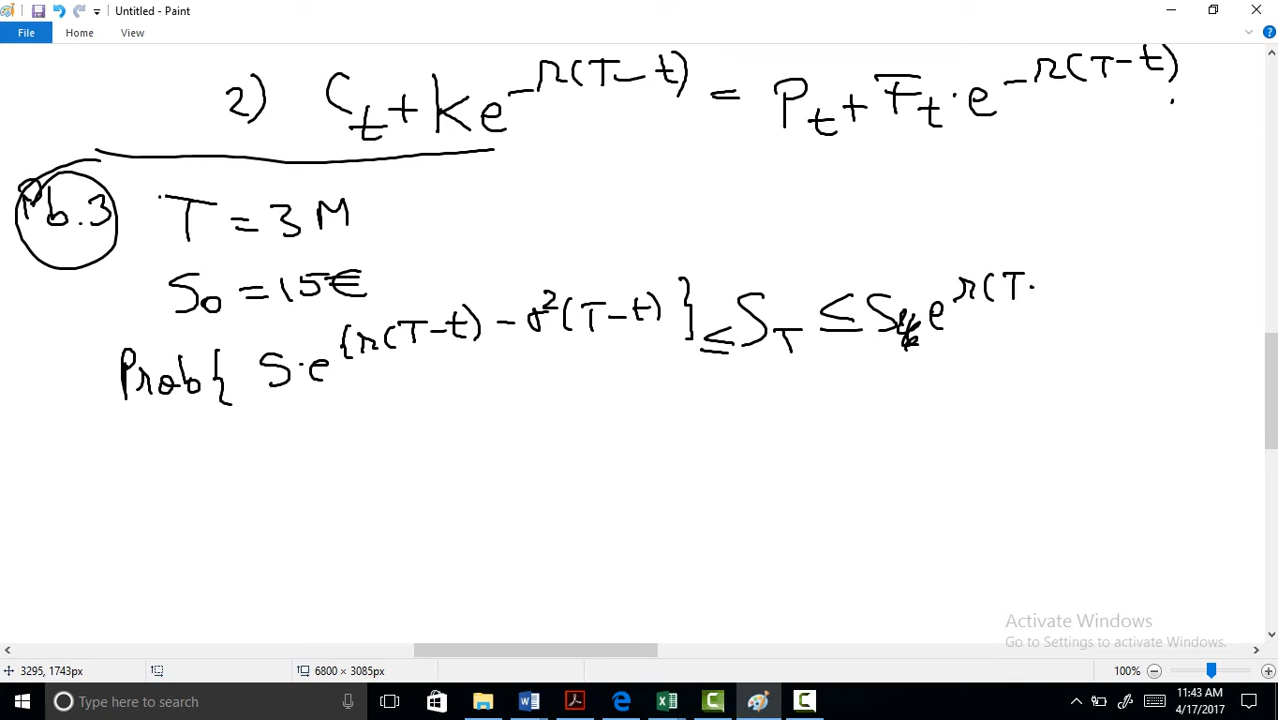 Untitled - Paint
File Home View
2) C_t + Ke^{-r(T-t)} = P_t + F_t · e^{-r(T-t)}
Pb.3 T = 3M
S_0 = 15€
Prob{ S·e^{{r(T-t) - σ^2(T-t)}} ≤ S_T ≤ S e^{r(T-
Activate Windows
Go to Settings to activate Windows.
3295, 1743px 6800 × 3085px 100%
Type here to search
11:43 AM
4/17/2017